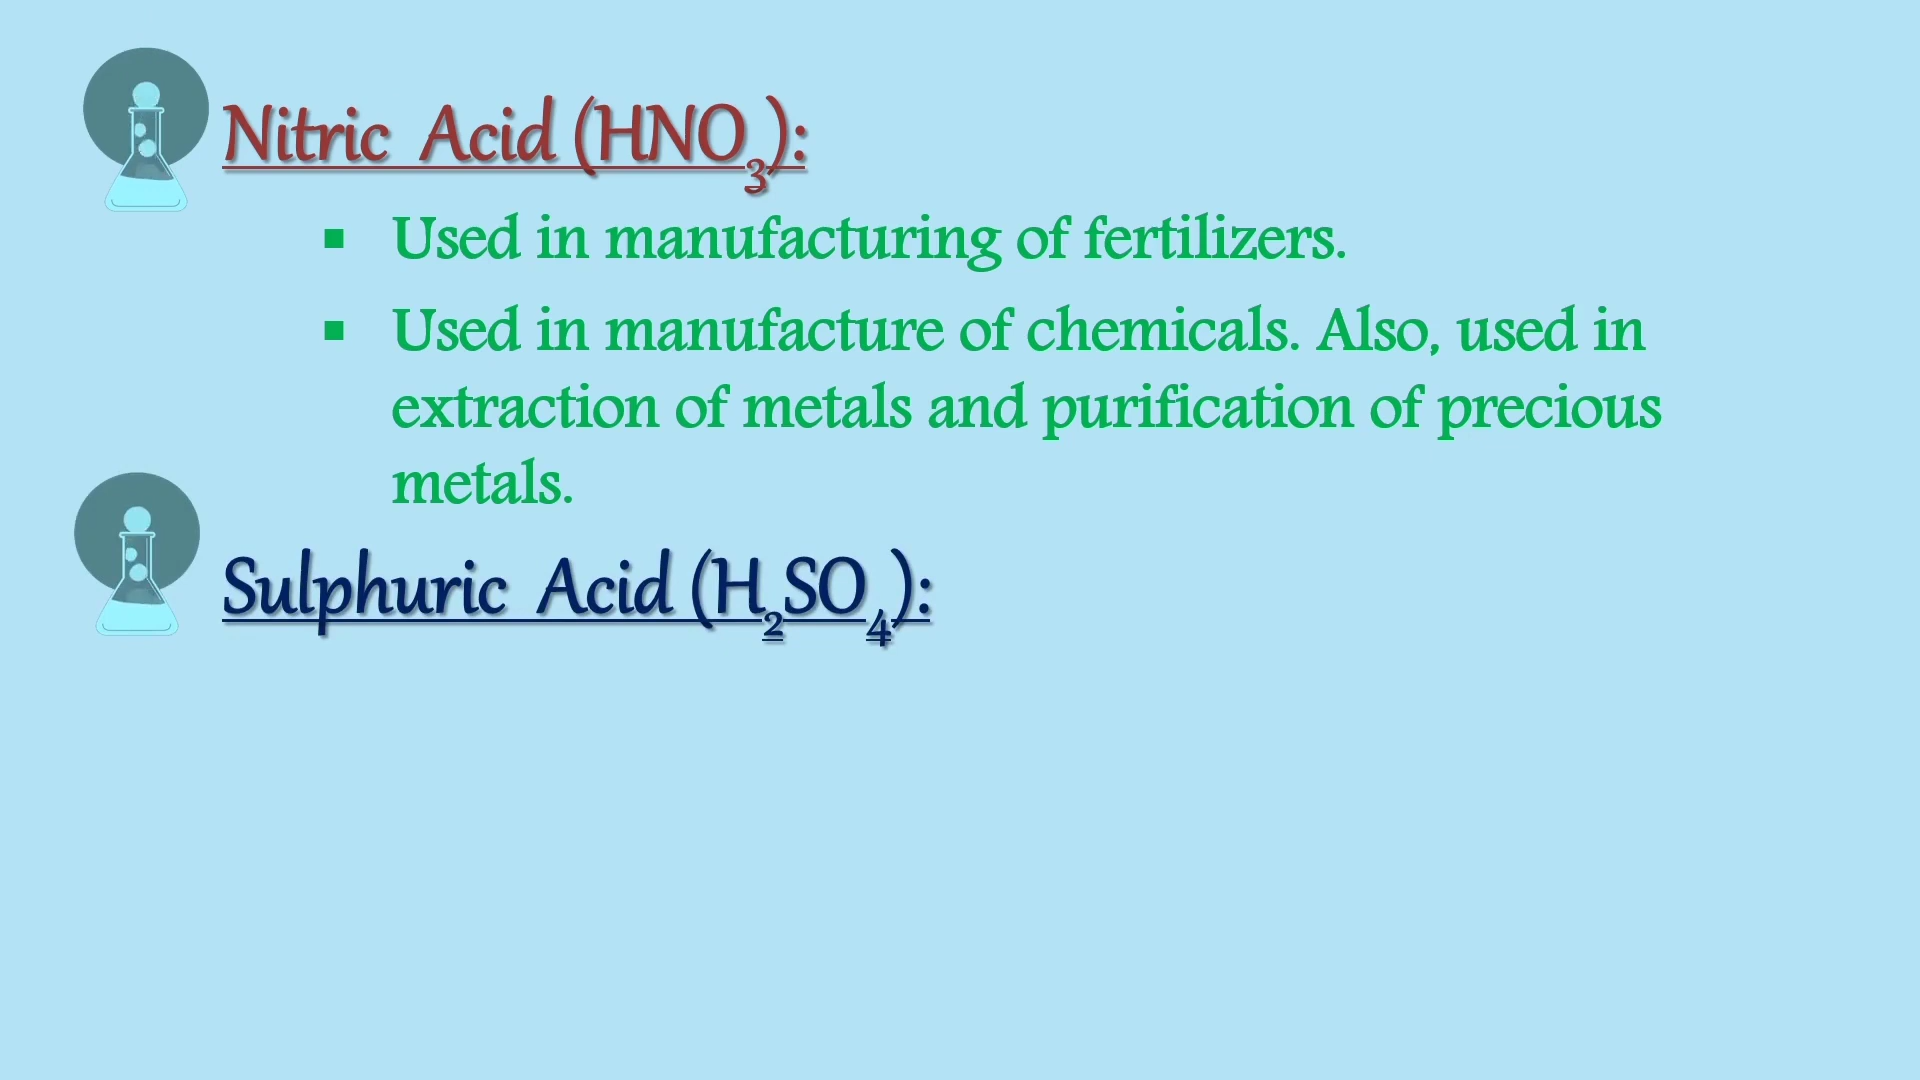 Nitric Acid (HNO₃):
▪ Used in manufacturing of fertilizers.
▪ Used in manufacture of chemicals. Also, used in
extraction of metals and purification of precious
metals.
Sulphuric Acid (H₂SO₄):